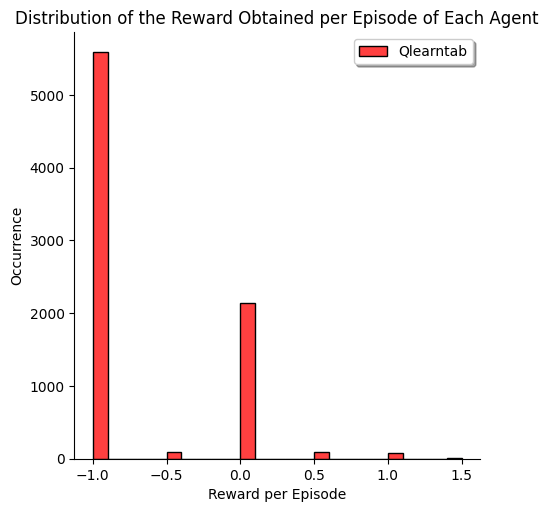 Distribution of the Reward Obtained per Episode of Each Agent
Qlearntab
5000
4000
3000
2000
1000
0
Occurrence
−1.0 −0.5 0.0 0.5 1.0 1.5
Reward per Episode